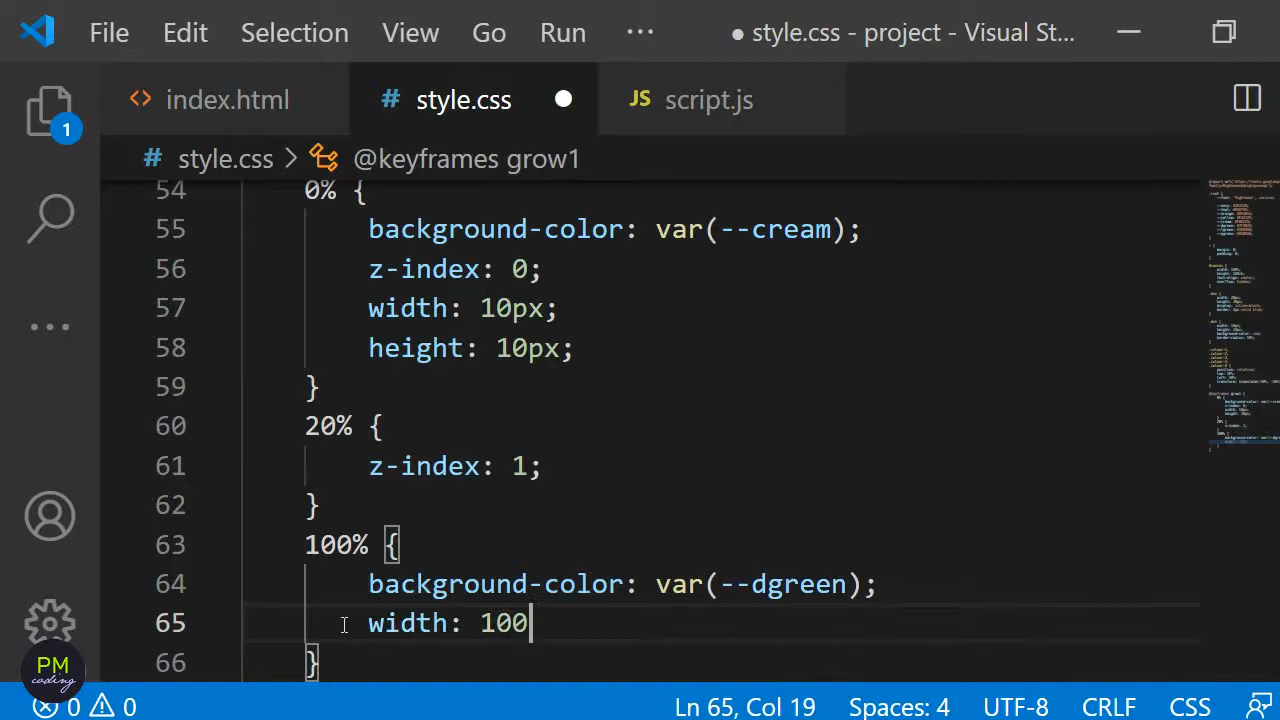 File Edit Selection View Go Run ··· ● style.css - project - Visual St...
index.html # style.css JS script.js
1
# style.css > @keyframes grow1
54 0% {
55 background-color: var(--cream);
56 z-index: 0;
57 width: 10px;
58 height: 10px;
59 }
60 20% {
61 z-index: 1;
62 }
63 100% {
64 background-color: var(--dgreen);
65 width: 100
66 }
PM
coding
0 0 Ln 65, Col 19 Spaces: 4 UTF-8 CRLF CSS